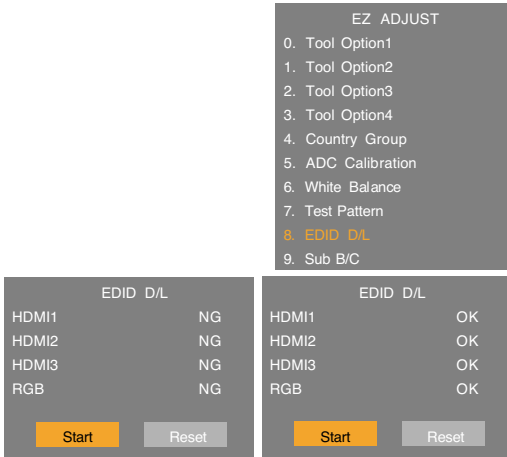 EZ ADJUST
0. Tool Option1
1. Tool Option2
2. Tool Option3
3. Tool Option4
4. Country Group
5. ADC Calibration
6. White Balance
7. Test Pattern
8. EDID D/L
9. Sub B/C
EDID D/L
HDMI1 NG
HDMI2 NG
HDMI3 NG
RGB NG
Start Reset
EDID D/L
HDMI1 OK
HDMI2 OK
HDMI3 OK
RGB OK
Start Reset